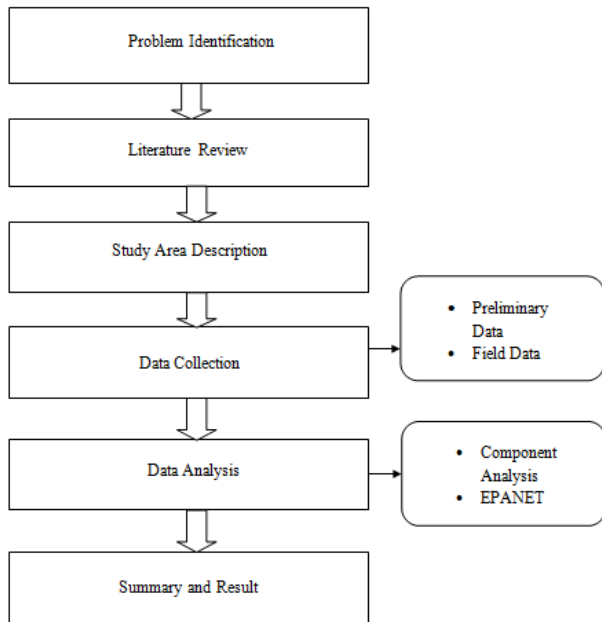 Problem Identification
Literature Review
Study Area Description
Data Collection
• Preliminary
Data
• Field Data
Data Analysis
• Component
Analysis
• EPANET
Summary and Result